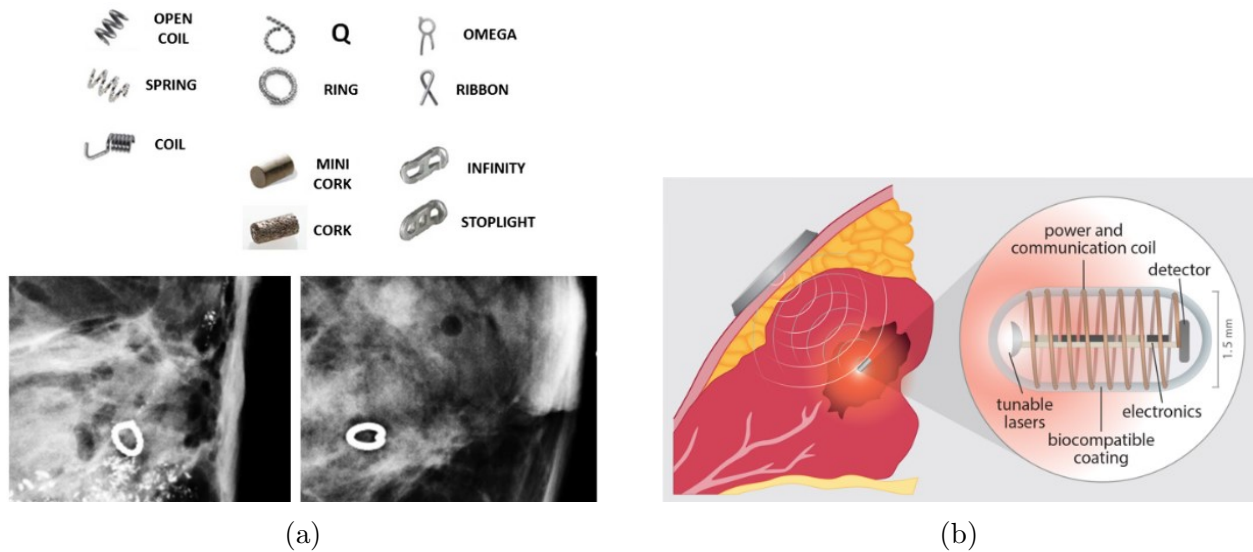 OPEN
COIL
Q
OMEGA
SPRING
RING
RIBBON
COIL
MINI
CORK
INFINITY
CORK
STOPLIGHT
(a)
power and
communication coil
detector
1.5 mm
tunable
lasers
electronics
biocompatible
coating
(b)